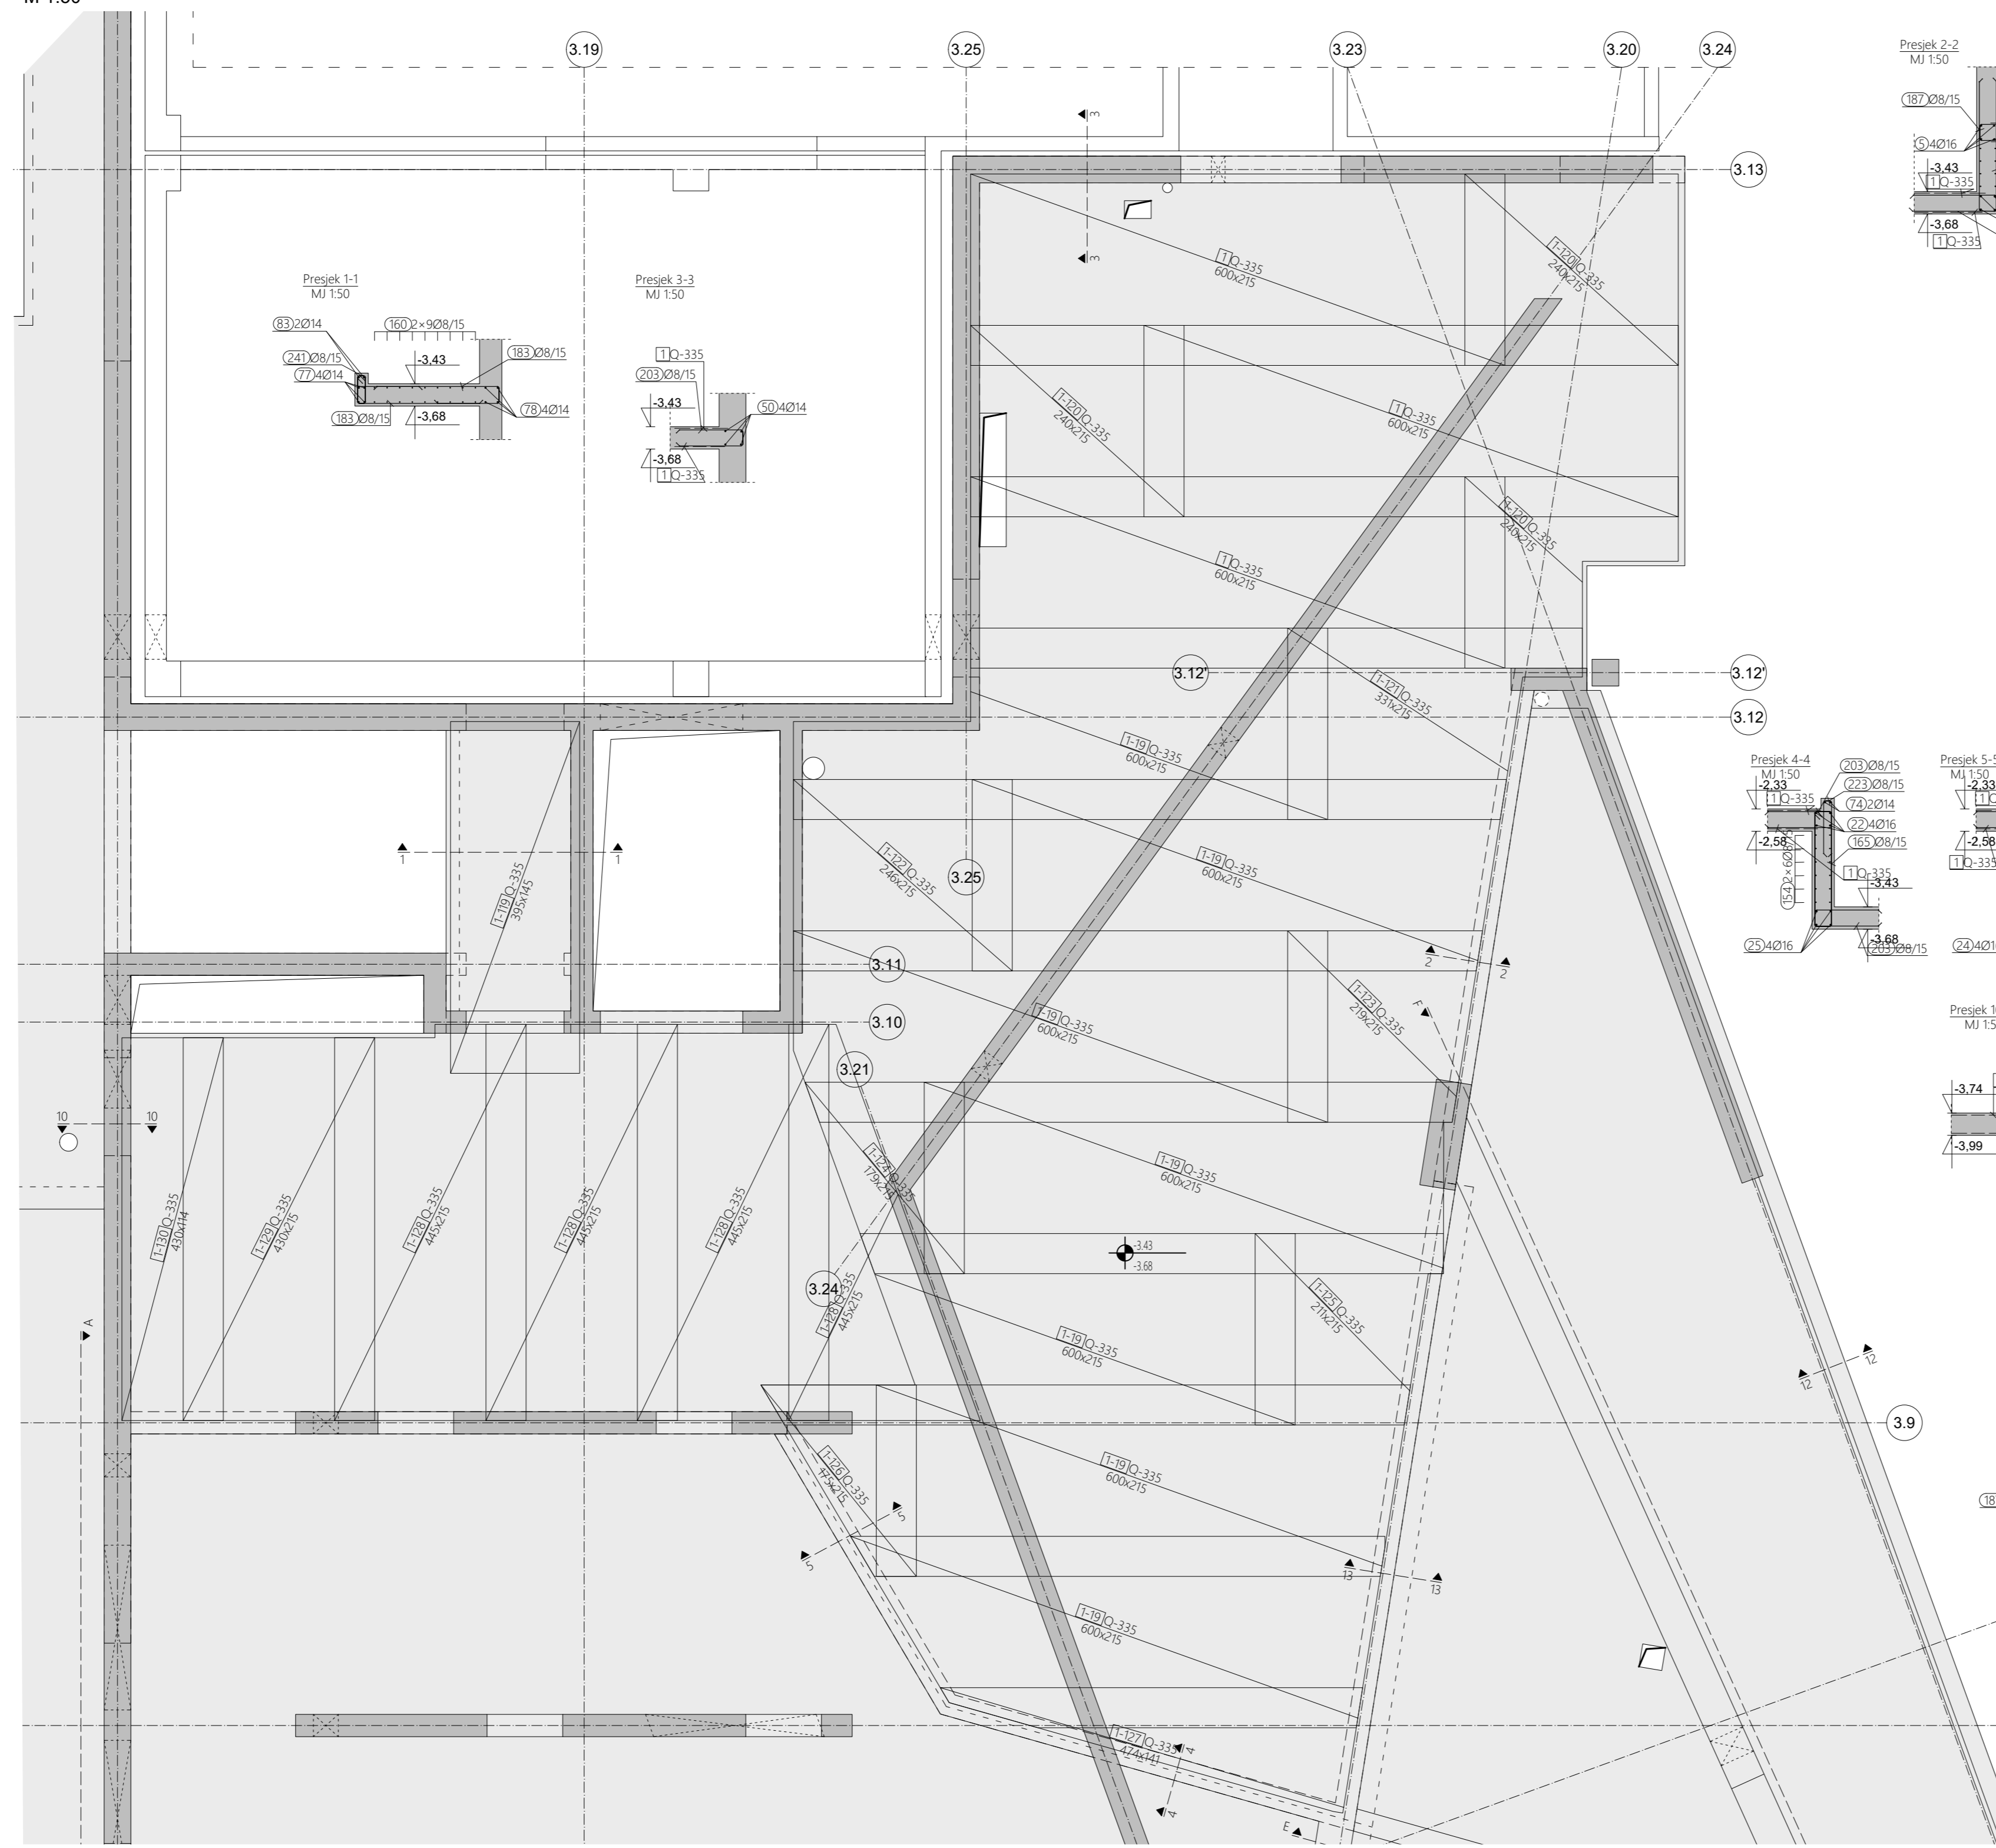 3.19
3.25
3.23
3.20
3.24
Presjek 2-2
MJ 1:50
187 Ø8/15
5 4Ø16
-3,43
1 Q-335
-3,68
1 Q-335
3
3
3.13
1 Q-335
600x215
1-120 Q-335
240x215
Presjek 1-1
MJ 1:50
83 2Ø14
160 2×9Ø8/15
241 Ø8/15
-3,43
183 Ø8/15
77 4Ø14
183 Ø8/15
-3,68
78 4Ø14
Presjek 3-3
MJ 1:50
1 Q-335
203 Ø8/15
-3,43
50 4Ø14
-3,68
1 Q-335
1-120 Q-335
240x215
1 Q-335
600x215
1-120 Q-335
240x215
1 Q-335
600x215
3.12'
3.12'
1-121 Q-335
331x215
3.12
1-19 Q-335
600x215
Presjek 4-4
MJ 1:50
-2,33
1 Q-335
203 Ø8/15
223 Ø8/15
74 2Ø14
22 4Ø16
-2,58
165 Ø8/15
154 2×6Ø8/15
1 Q-335
-3,43
25 4Ø16
-3,68
203 Ø8/15
MJ 1:50
-2,33
-2,58
1 Q-335
1
1
1-119 Q-335
395x145
1-122 Q-335
246x215
3.25
1-19 Q-335
600x215
2
2
3.11
3.10
1-19 Q-335
600x215
1-123 Q-335
219x215
F
-3,74
-3,99
3.21
10
10
1-124 Q-335
179x215
1-19 Q-335
600x215
1-130 Q-335
430x114
1-129 Q-335
430x215
1-128 Q-335
445x215
1-128 Q-335
445x215
1-128 Q-335
445x215
-3.43
-3.68
3.24
1-128 Q-335
445x215
1-125 Q-335
211x215
A
1-19 Q-335
600x215
12
12
3.9
1-126 Q-335
175x215
1-19 Q-335
600x215
5
5
13
13
1-19 Q-335
600x215
1-127 Q-335
474x141
4
4
E